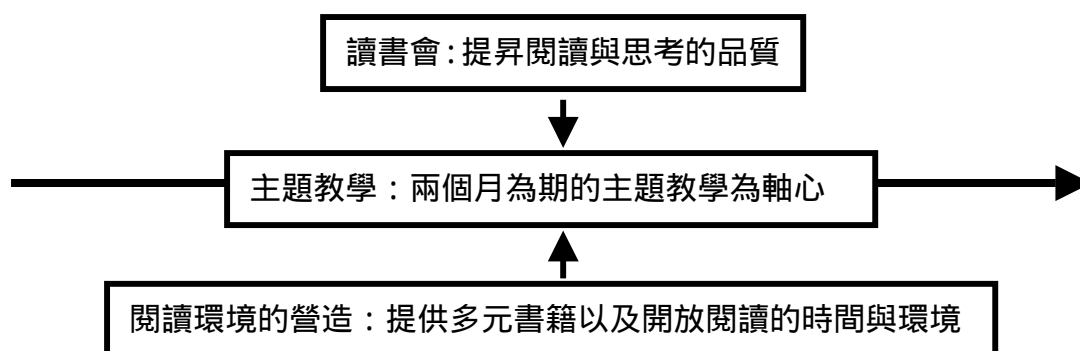 讀書會:提昇閱讀與思考的品質
主題教學：兩個月為期的主題教學為軸心
閱讀環境的營造：提供多元書籍以及開放閱讀的時間與環境